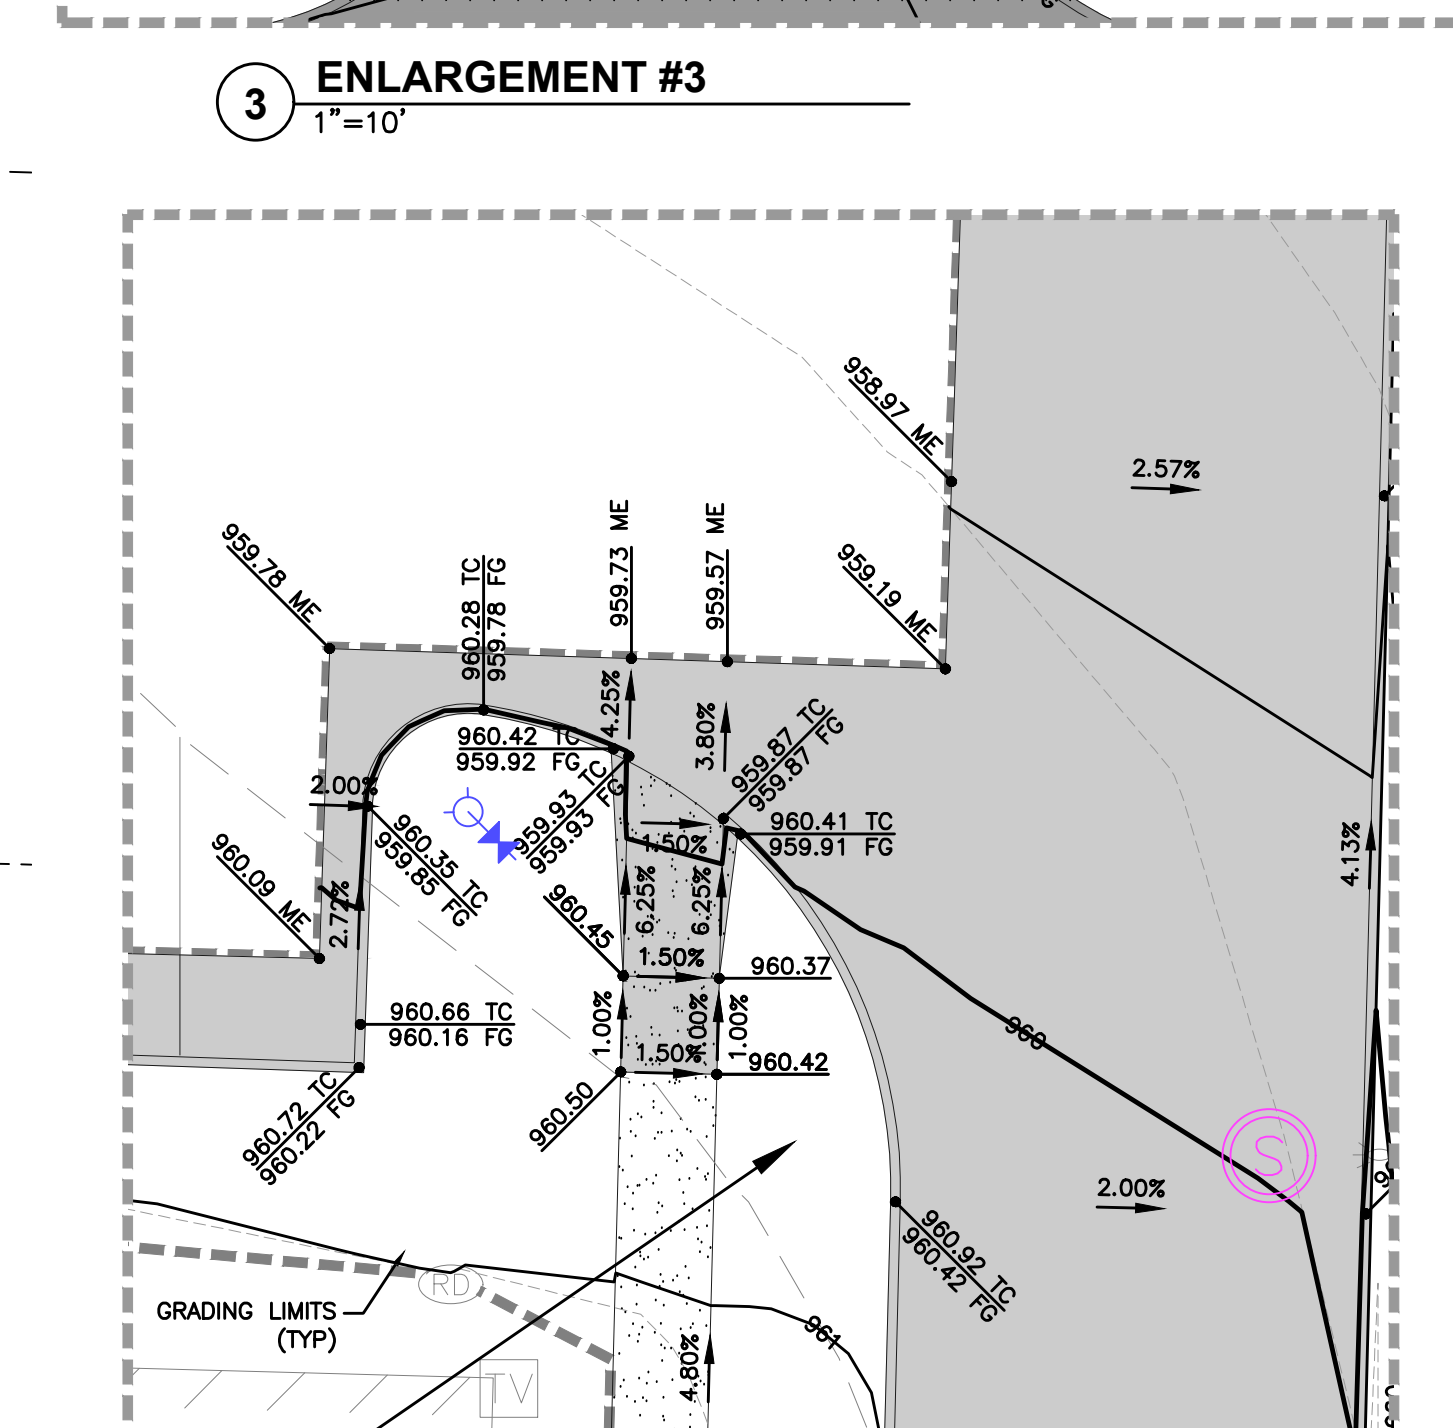 3
ENLARGEMENT #3
1"=10'
958.97 ME
2.57%
959.78 ME
960.28 TC
959.78 FG
959.73 ME
959.57 ME
959.19 ME
4.25%
3.80%
960.42 TC
959.92 FG
959.87 TC
959.87 FG
2.00%
959.93 TC
959.93 FG
1.50%
960.41 TC
959.91 FG
960.35 TC
959.85 FG
960.09 ME
2.72%
6.25%
6.25%
4.13%
960.45
1.50%
960.37
960.66 TC
960.16 FG
1.00%
1.00%
1.00%
960
1.50%
960.42
960.72 TC
960.22 FG
960.50
S
2.00%
960.92 TC
960.42 FG
RD
GRADING LIMITS
(TYP)
961
4.80%
TV